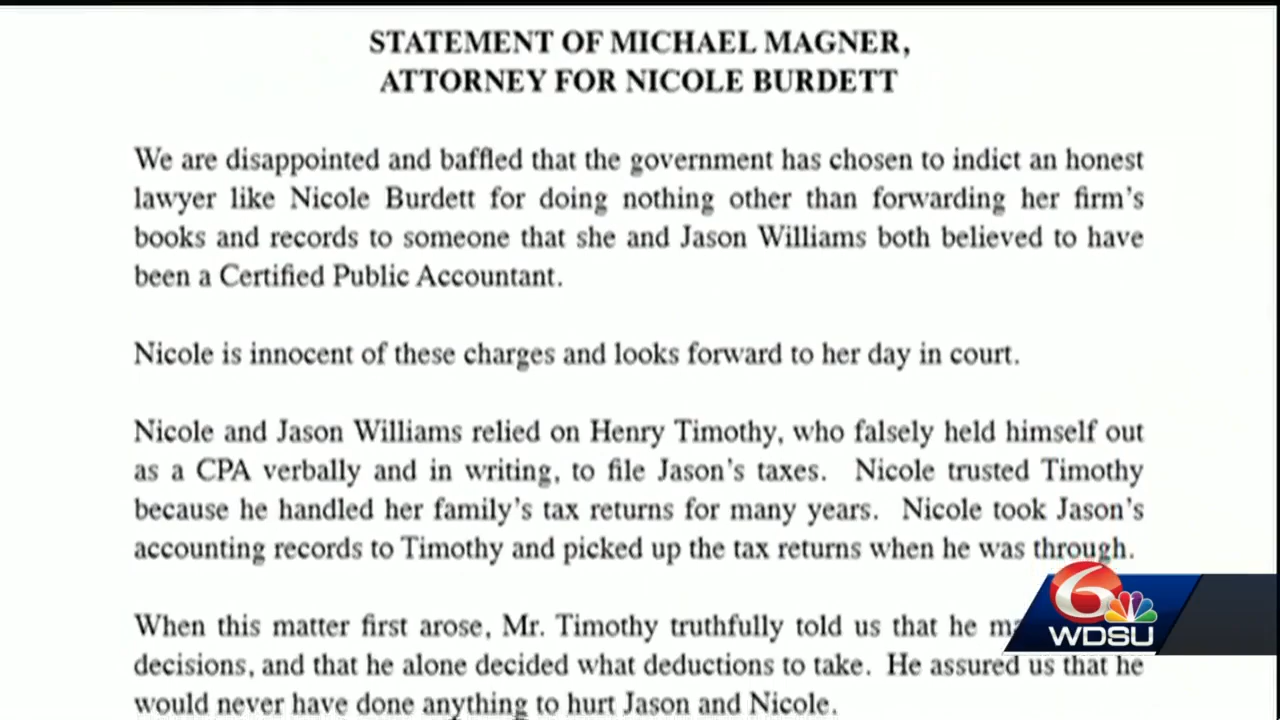 STATEMENT OF MICHAEL MAGNER,
ATTORNEY FOR NICOLE BURDETT
We are disappointed and baffled that the government has chosen to indict an honest
lawyer like Nicole Burdett for doing nothing other than forwarding her firm's
books and records to someone that she and Jason Williams both believed to have
been a Certified Public Accountant.
Nicole is innocent of these charges and looks forward to her day in court.
Nicole and Jason Williams relied on Henry Timothy, who falsely held himself out
as a CPA verbally and in writing, to file Jason's taxes. Nicole trusted Timothy
because he handled her family's tax returns for many years. Nicole took Jason's
accounting records to Timothy and picked up the tax returns when he was through.
When this matter first arose, Mr. Timothy truthfully told us that he
decisions, and that he alone decided what deductions to take. He assured us that he
would never have done anything to hurt Jason and Nicole.
6
WDSU